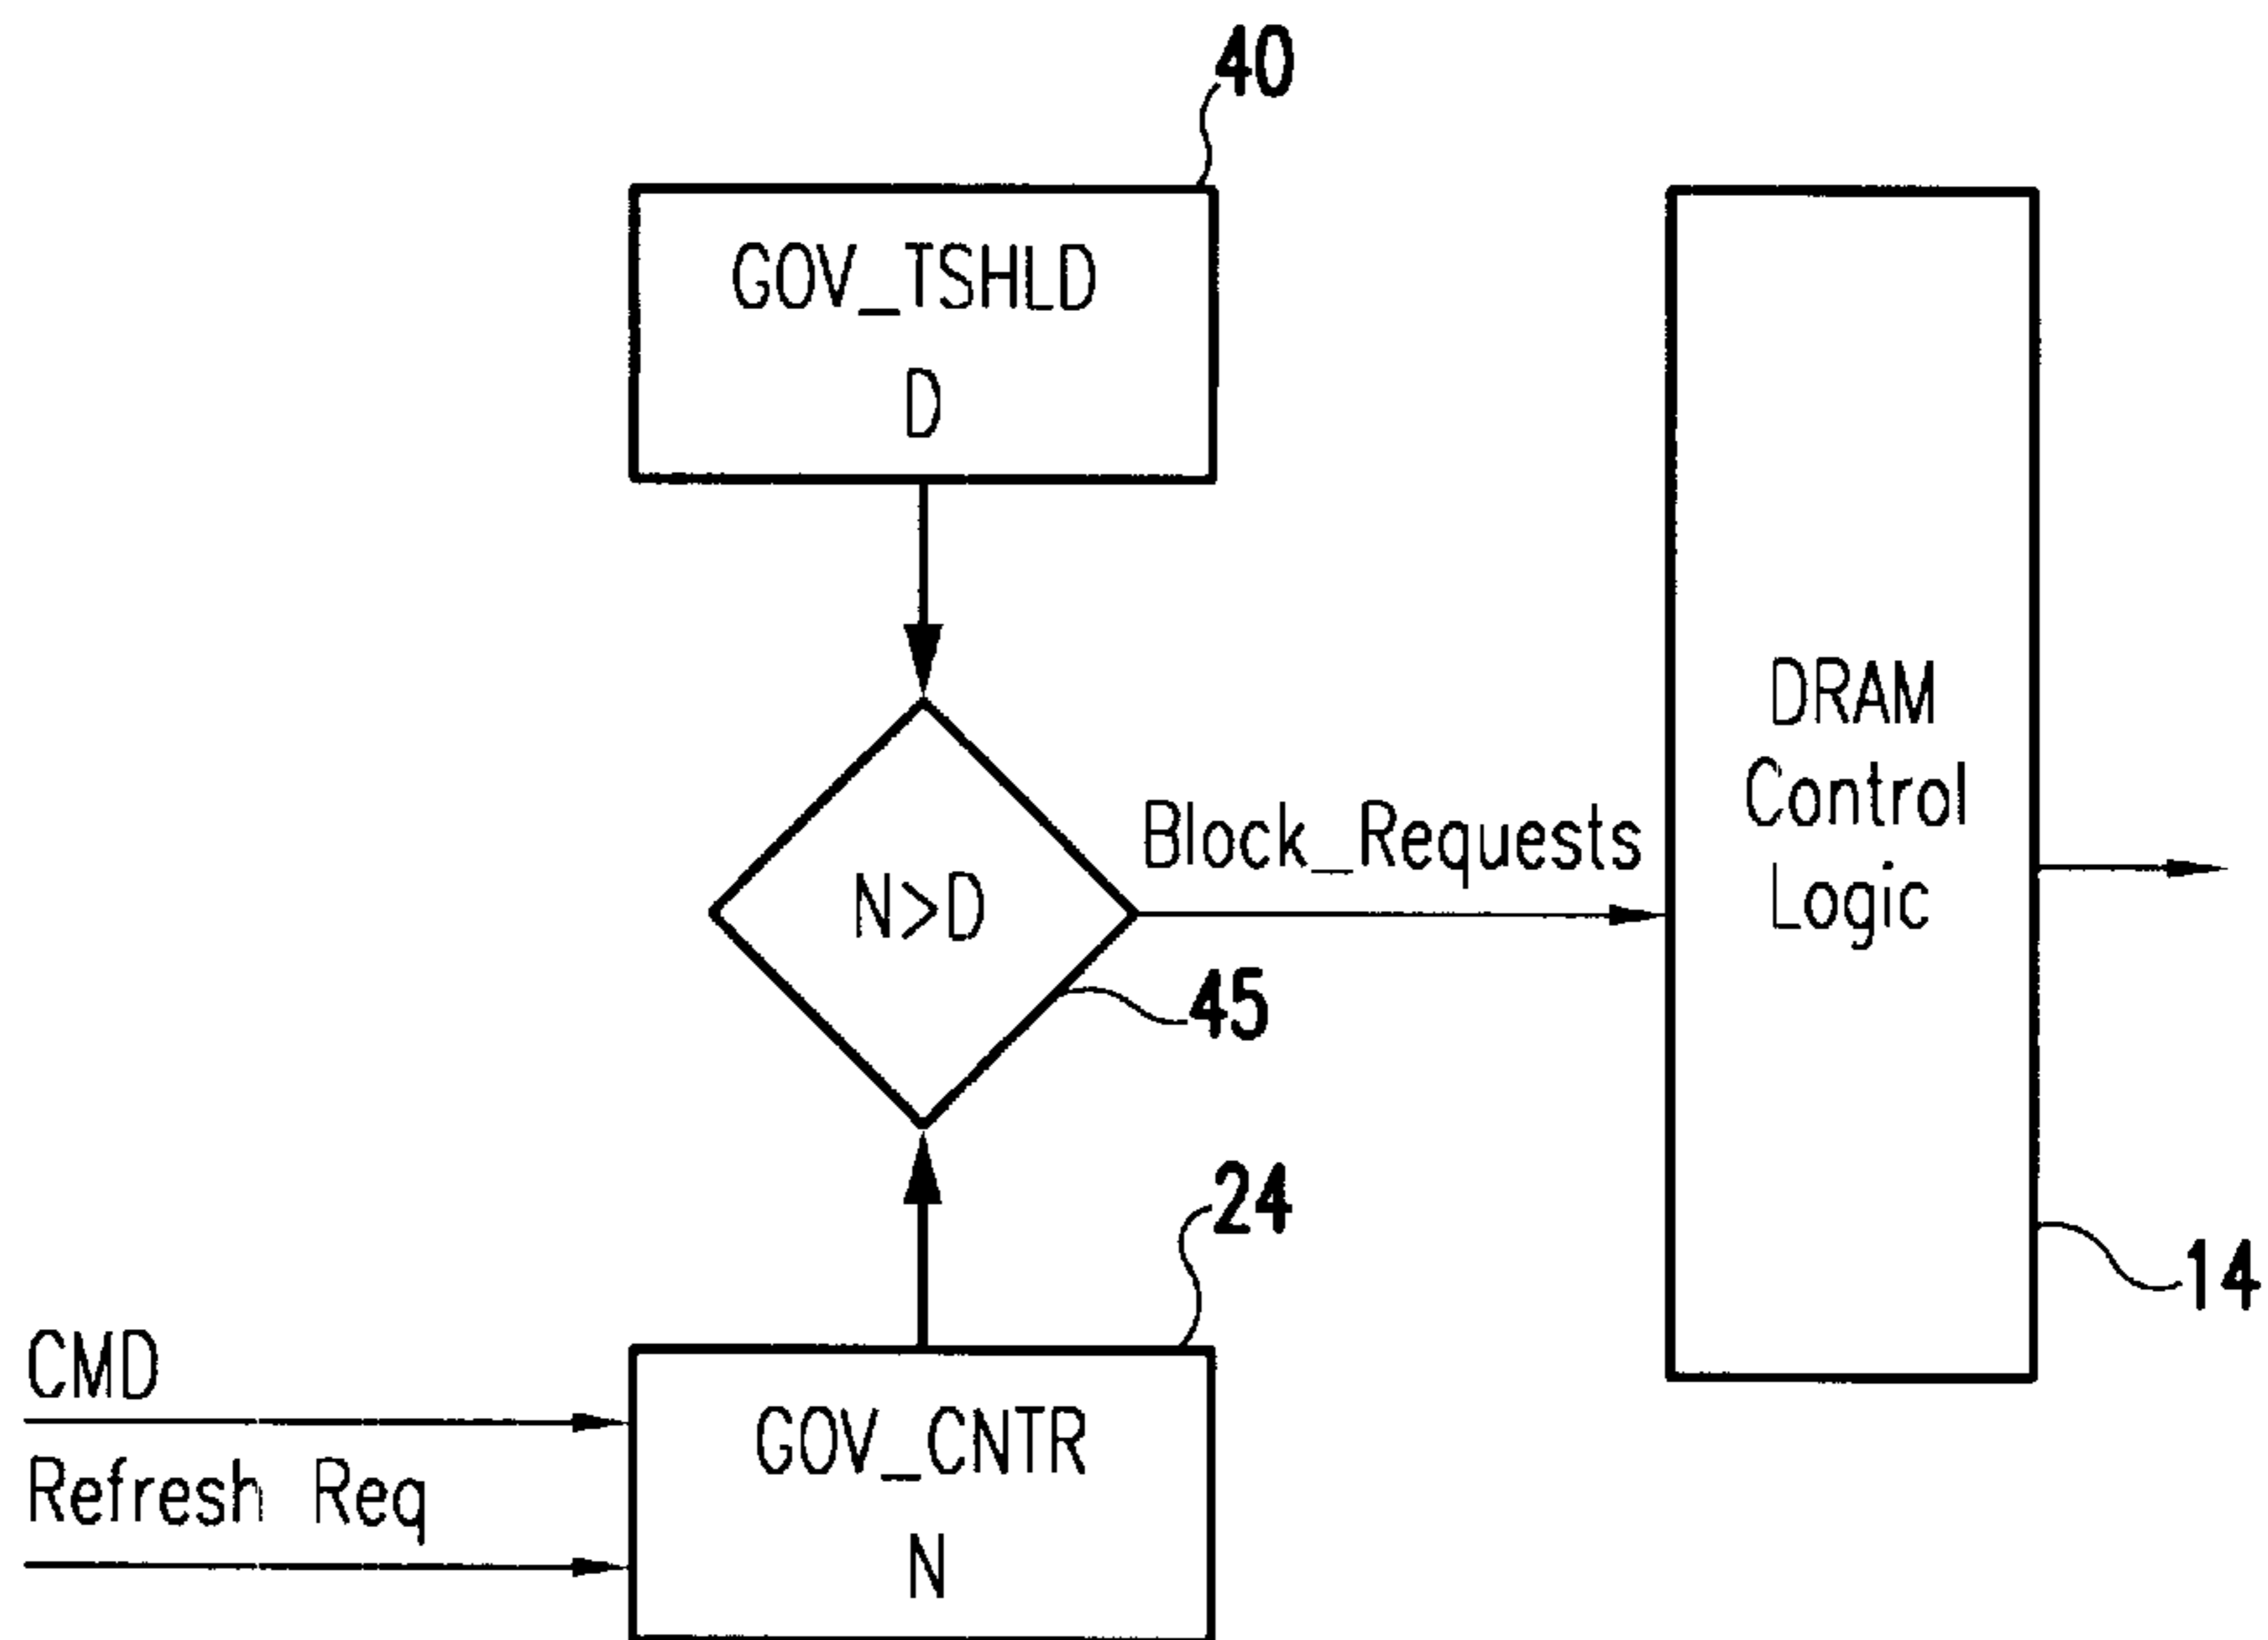 40
GOV_TSHLD
D
DRAM
Control
Logic
Block_Requests
N>D
45
24
14
CMD
Refresh Req
GOV_CNTR
N